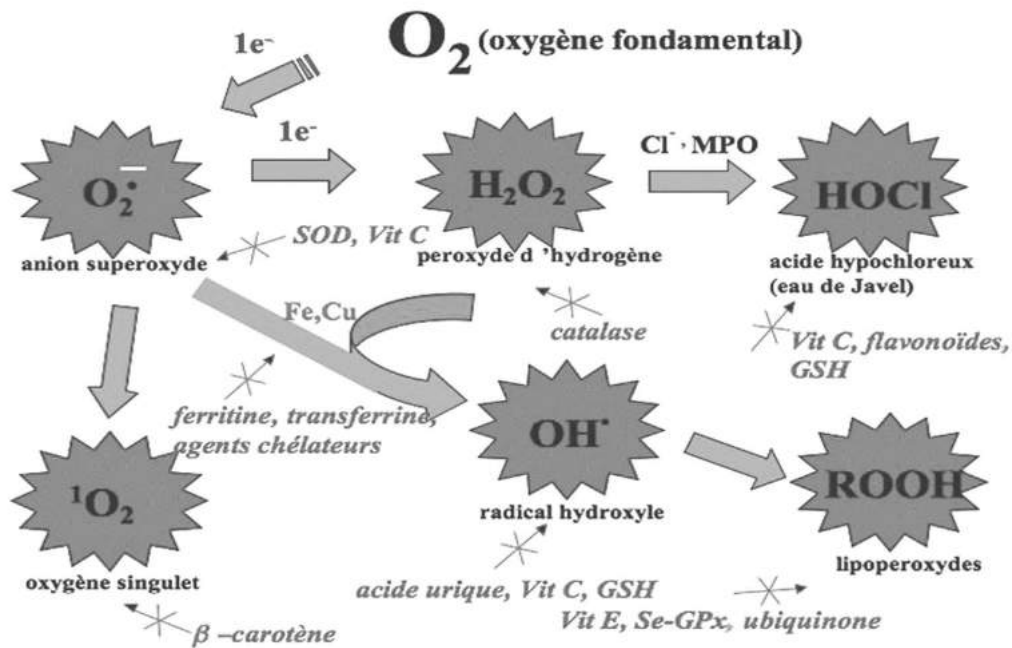 O₂ (oxygène fondamental)
1e⁻
1e⁻
Cl⁻, MPO
O₂•⁻
H₂O₂
HOCl
SOD, Vit C
anion superoxyde
peroxyde d ’hydrogène
acide hypochloreux
(eau de Javel)
Fe,Cu
catalase
Vit C, flavonoïdes,
GSH
ferritine, transferrine,
agents chélateurs
OH•
¹O₂
ROOH
radical hydroxyle
lipoperoxydes
oxygène singulet
acide urique, Vit C, GSH
Vit E, Se-GPx, ubiquinone
β –carotène